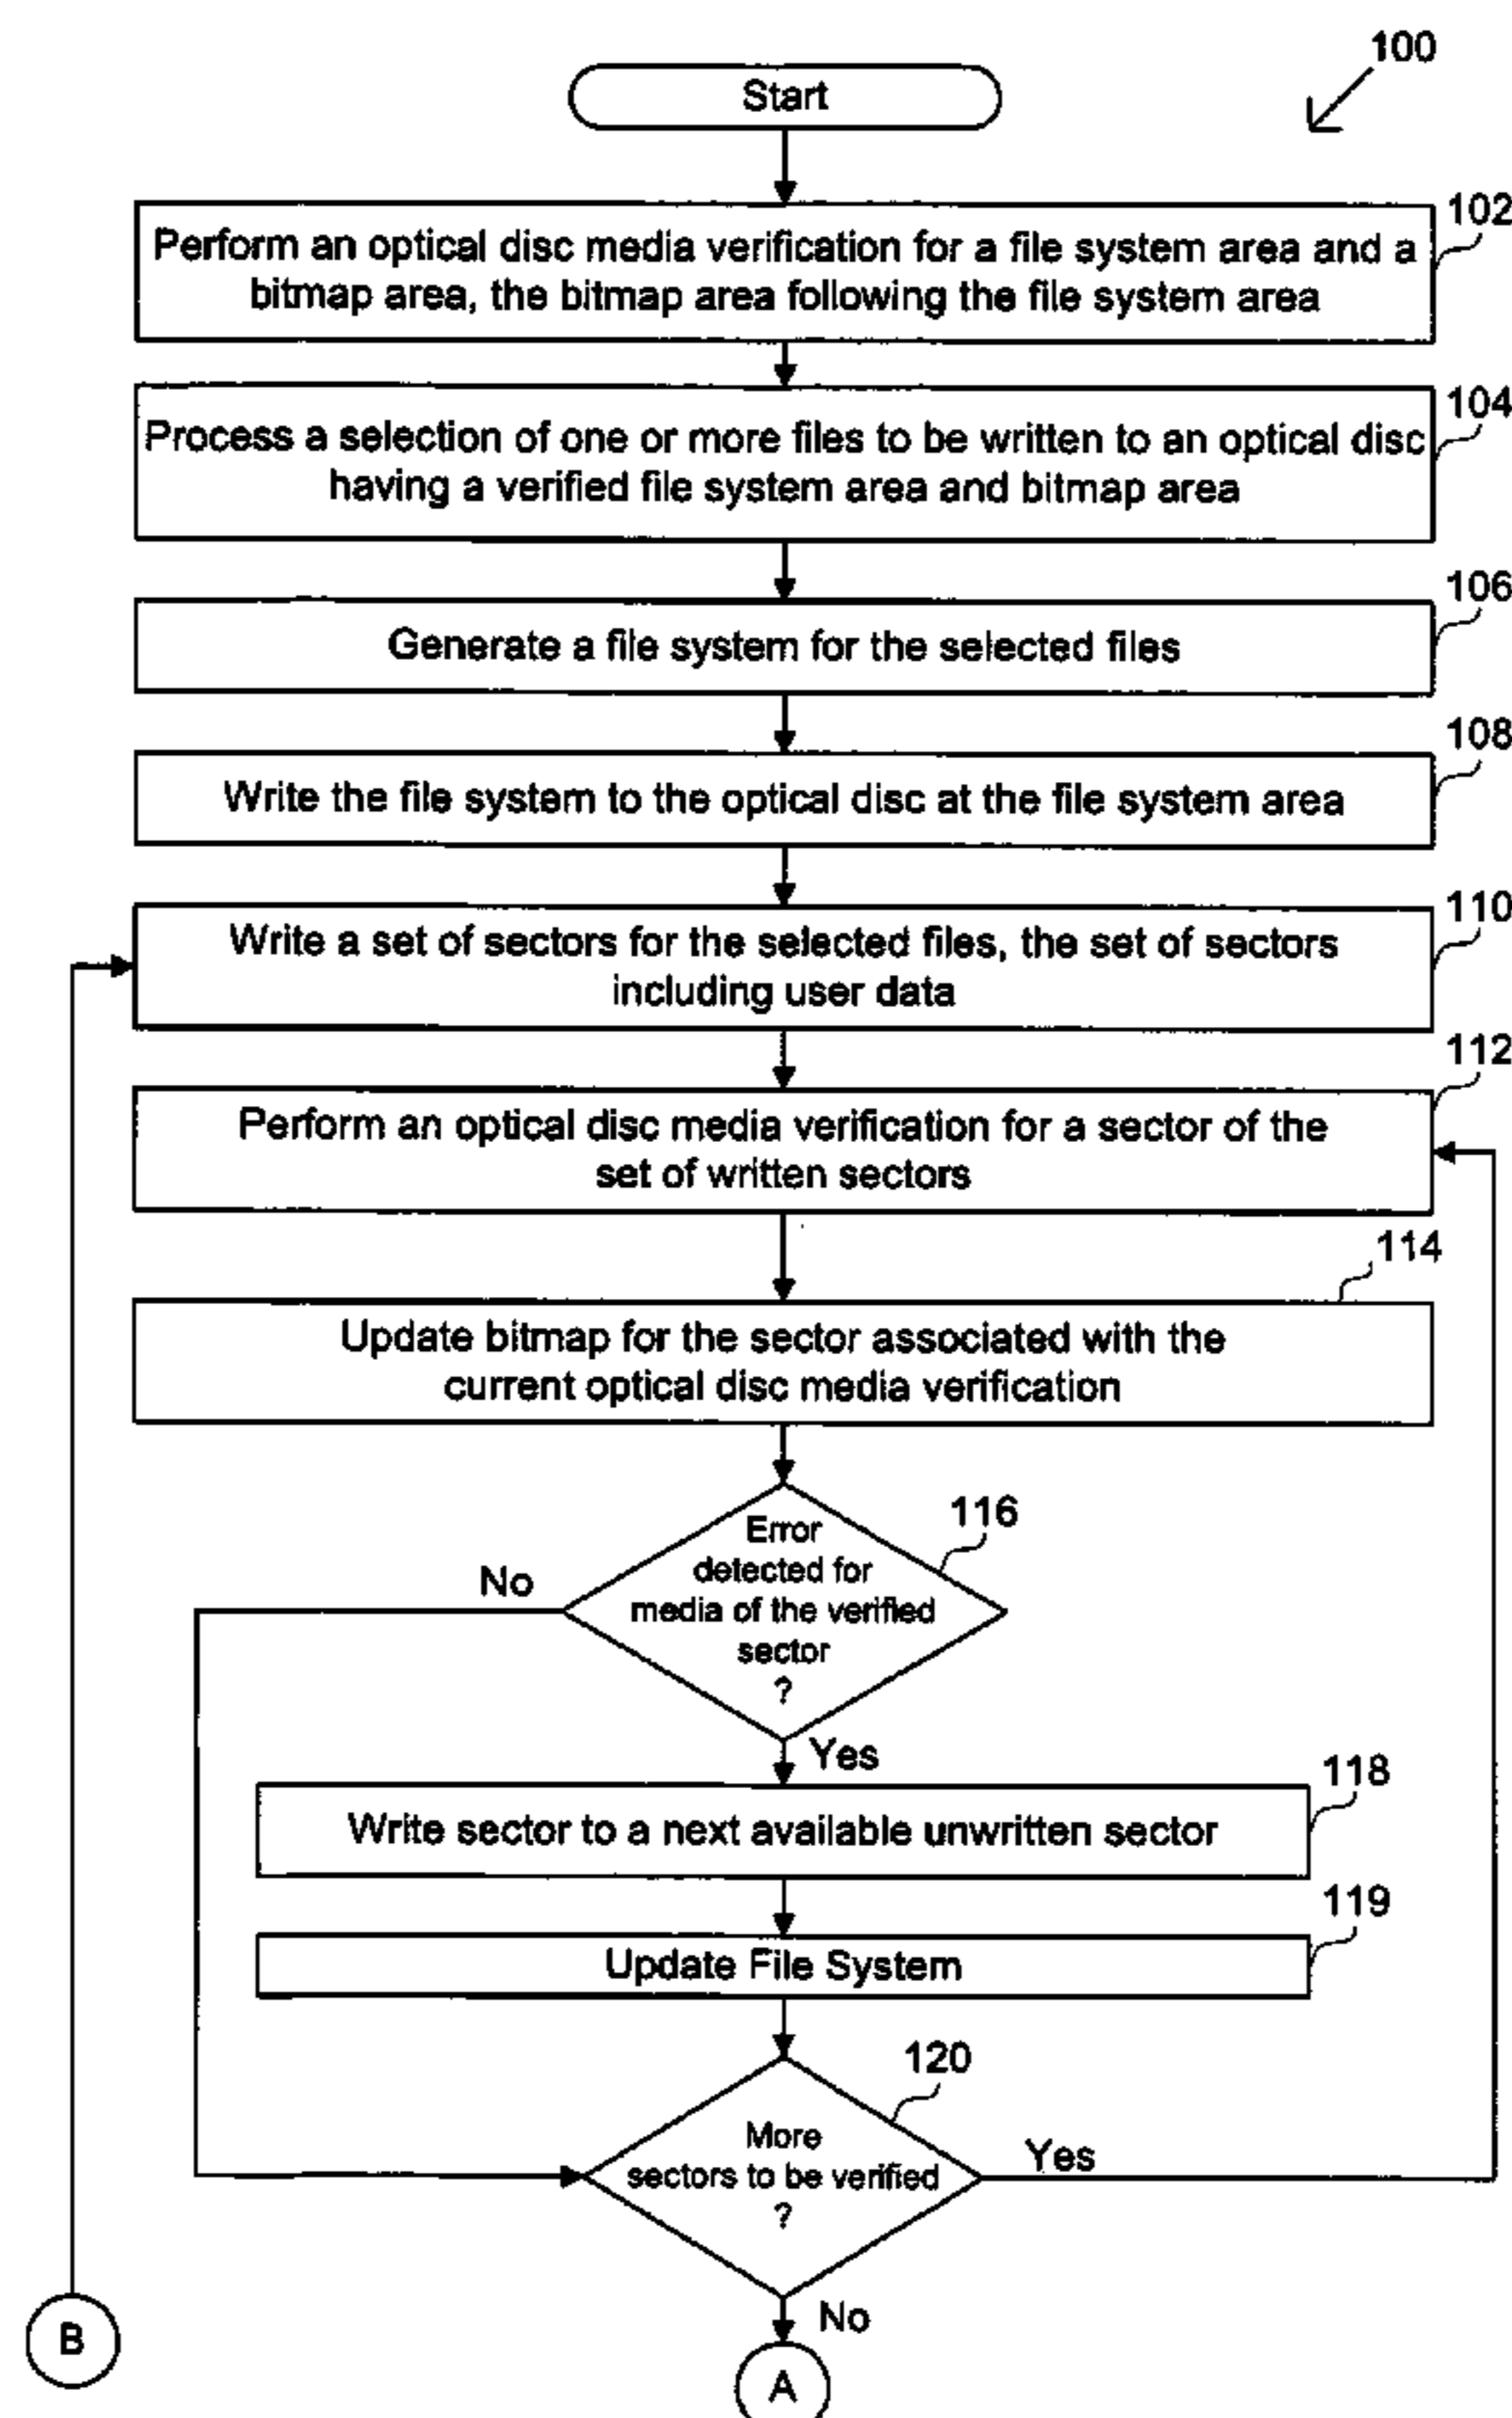 100
Start
102
Perform an optical disc media verification for a file system area and a
bitmap area, the bitmap area following the file system area
104
Process a selection of one or more files to be written to an optical disc
having a verified file system area and bitmap area
106
Generate a file system for the selected files
108
Write the file system to the optical disc at the file system area
110
Write a set of sectors for the selected files, the set of sectors
including user data
112
Perform an optical disc media verification for a sector of the
set of written sectors
114
Update bitmap for the sector associated with the
current optical disc media verification
116
Error
detected for
media of the verified
sector
?
No
Yes
118
Write sector to a next available unwritten sector
119
Update File System
120
More
sectors to be verified
?
Yes
No
B
A